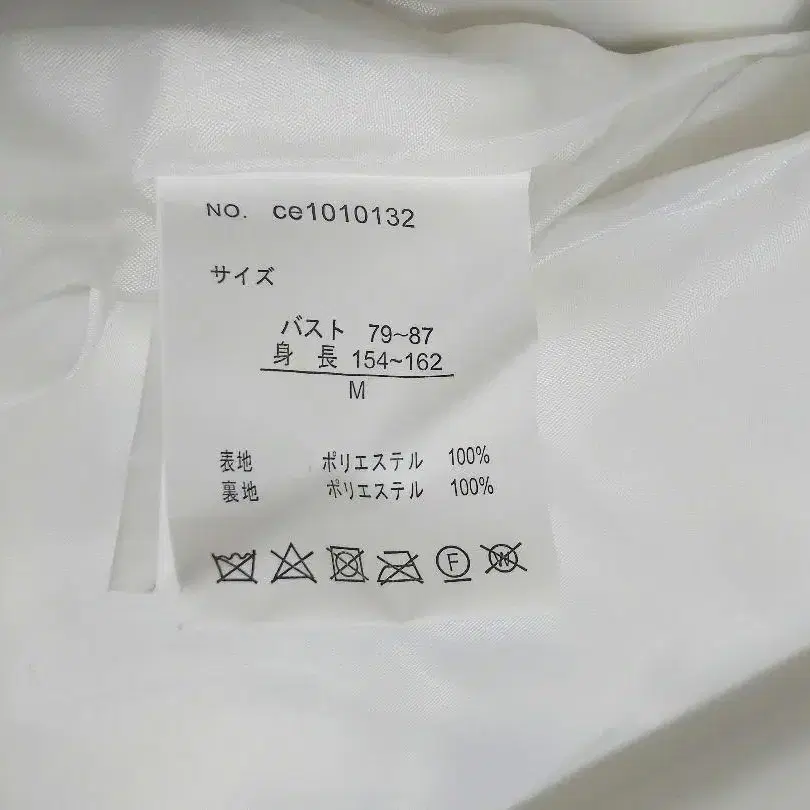 NO. ce1010132
サイズ
バスト 79~87
身 長 154~162
M
表地 ポリエステル 100%
裏地 ポリエステル 100%
F W